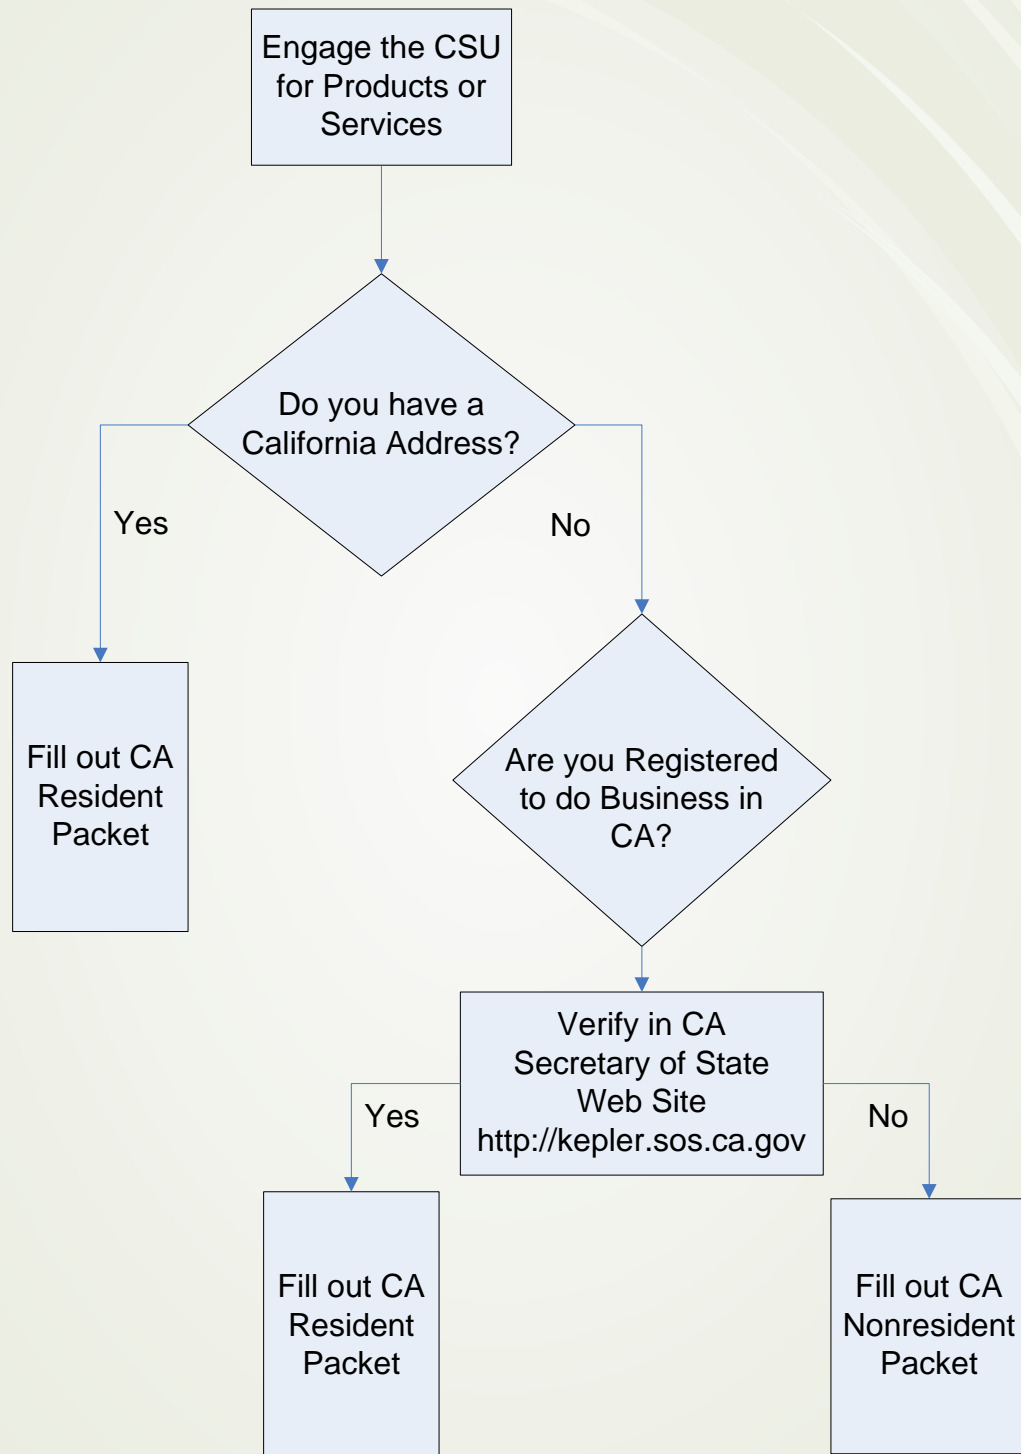 Engage the CSU
for Products or
Services
Do you have a
California Address?
Yes
No
Fill out CA
Resident
Packet
Are you Registered
to do Business in
CA?
Verify in CA
Secretary of State
Web Site
http://kepler.sos.ca.gov
Yes
No
Fill out CA
Resident
Packet
Fill out CA
Nonresident
Packet